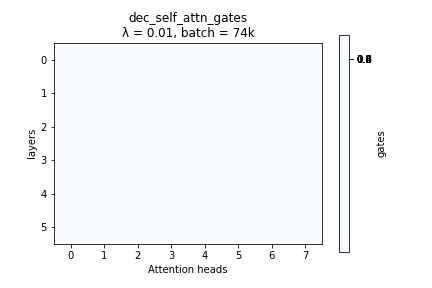 dec_self_attn_gates
λ = 0.01, batch = 74k
layers
0
1
2
3
4
5
0 1 2 3 4 5 6 7
Attention heads
gates